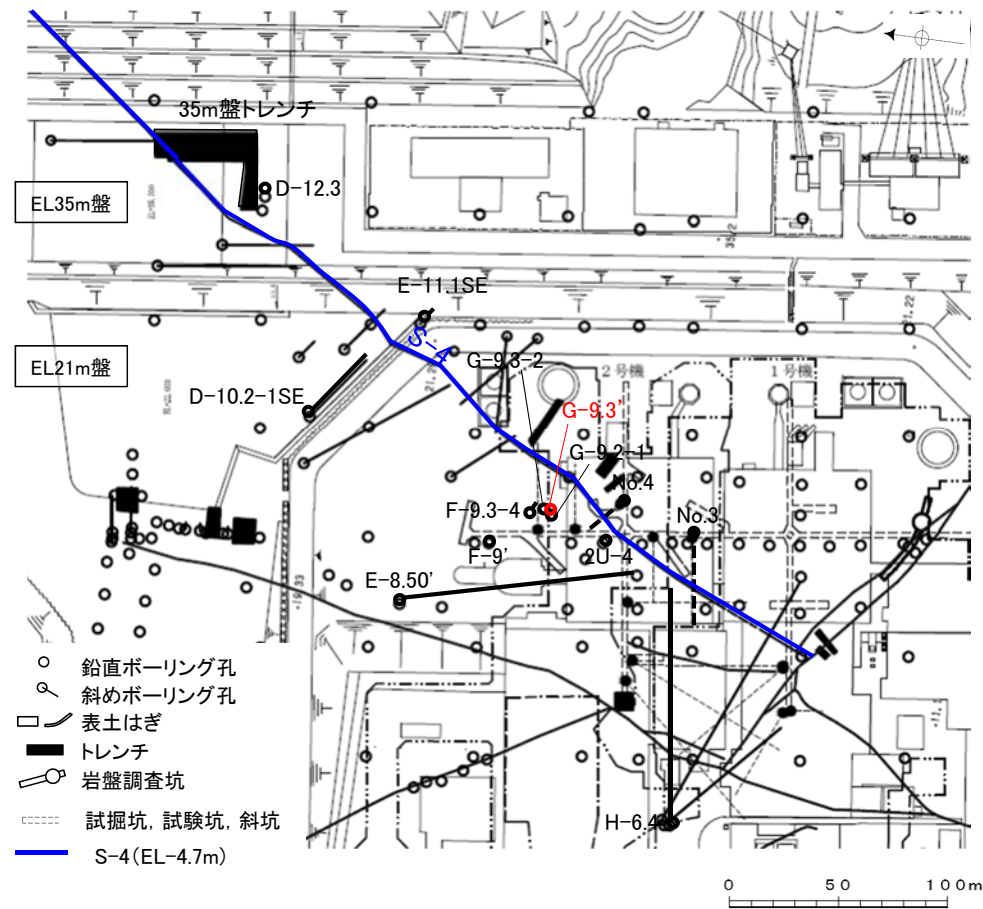 35m盤トレンチ
D-12.3
EL35m盤
35.2
E-11.1SE
21.22
S-4
EL21m盤
G-9.3-2
2号機
1号機
D-10.2-1SE
G-9.3'
G-9.2-1
No.4
F-9.3-4
No.3
F-9'
2U-4
E-8.50'
鉛直ボーリング孔
斜めボーリング孔
表土はぎ
トレンチ
岩盤調査坑
H-6.4
試掘坑，試験坑，斜坑
S-4(EL-4.7m)
0 50 100m